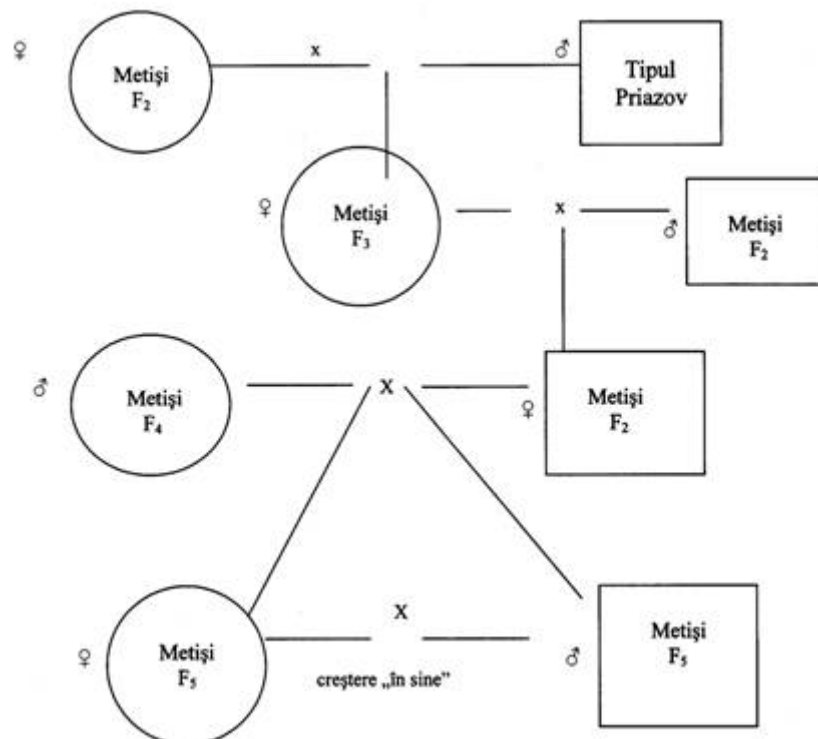 ♀ Metişi x ♂ Tipul
F₂ Priazov
♀ Metişi x ♂ Metişi
F₃ F₂
♂ Metişi X ♀ Metişi
F₄ F₂
♀ Metişi X ♂ Metişi
F₅ F₅
creştere „în sine”